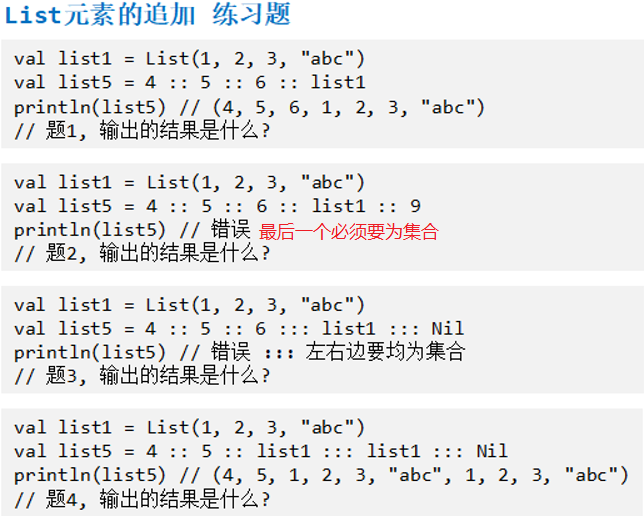 List元素的追加 练习题
val list1 = List(1, 2, 3, "abc")
val list5 = 4 :: 5 :: 6 :: list1
println(list5) // (4, 5, 6, 1, 2, 3, "abc")
// 题1, 输出的结果是什么?
val list1 = List(1, 2, 3, "abc")
val list5 = 4 :: 5 :: 6 :: list1 :: 9
println(list5) // 错误 最后一个必须要为集合
// 题2, 输出的结果是什么?
val list1 = List(1, 2, 3, "abc")
val list5 = 4 :: 5 :: 6 ::: list1 ::: Nil
println(list5) // 错误 ::: 左右边要均为集合
// 题3, 输出的结果是什么?
val list1 = List(1, 2, 3, "abc")
val list5 = 4 :: 5 :: list1 ::: list1 ::: Nil
println(list5) // (4, 5, 1, 2, 3, "abc", 1, 2, 3, "abc")
// 题4, 输出的结果是什么?